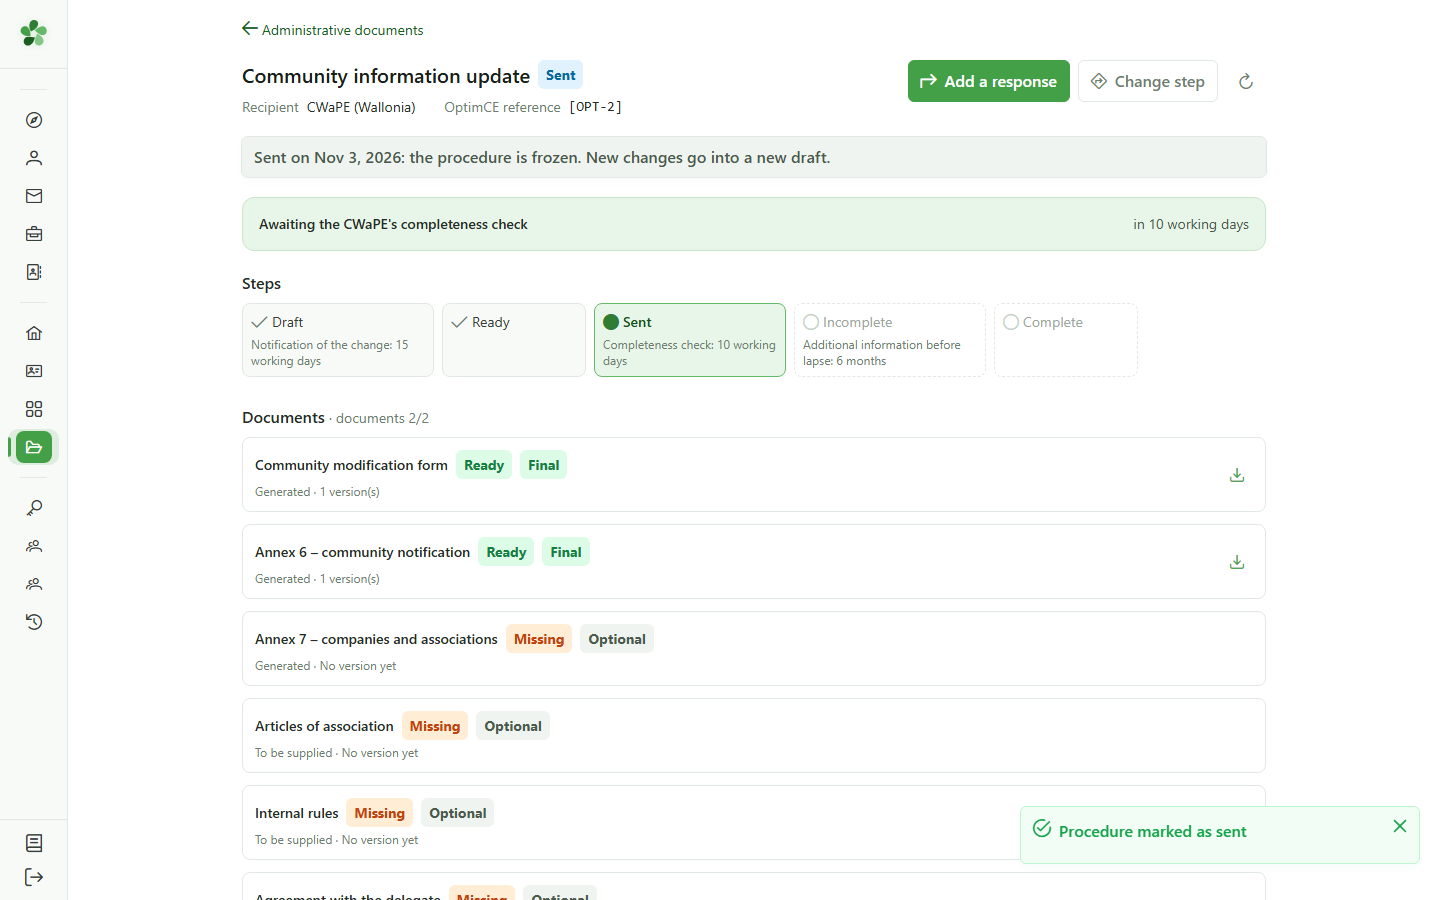 Administrative documents
Community information update Sent
Add a response
Change step
Recipient CWaPE (Wallonia) OptimCE reference [OPT-2]
Sent on Nov 3, 2026: the procedure is frozen. New changes go into a new draft.
Awaiting the CWaPE's completeness check in 10 working days
Steps
Draft
Notification of the change: 15
working days
Ready
Sent
Completeness check: 10 working
days
Incomplete
Additional information before
lapse: 6 months
Complete
Documents · documents 2/2
Community modification form Ready Final
Generated · 1 version(s)
Annex 6 – community notification Ready Final
Generated · 1 version(s)
Annex 7 – companies and associations Missing Optional
Generated · No version yet
Articles of association Missing Optional
To be supplied · No version yet
Internal rules Missing Optional
To be supplied · No version yet
Procedure marked as sent
Agreement with the delegate Missing Optional